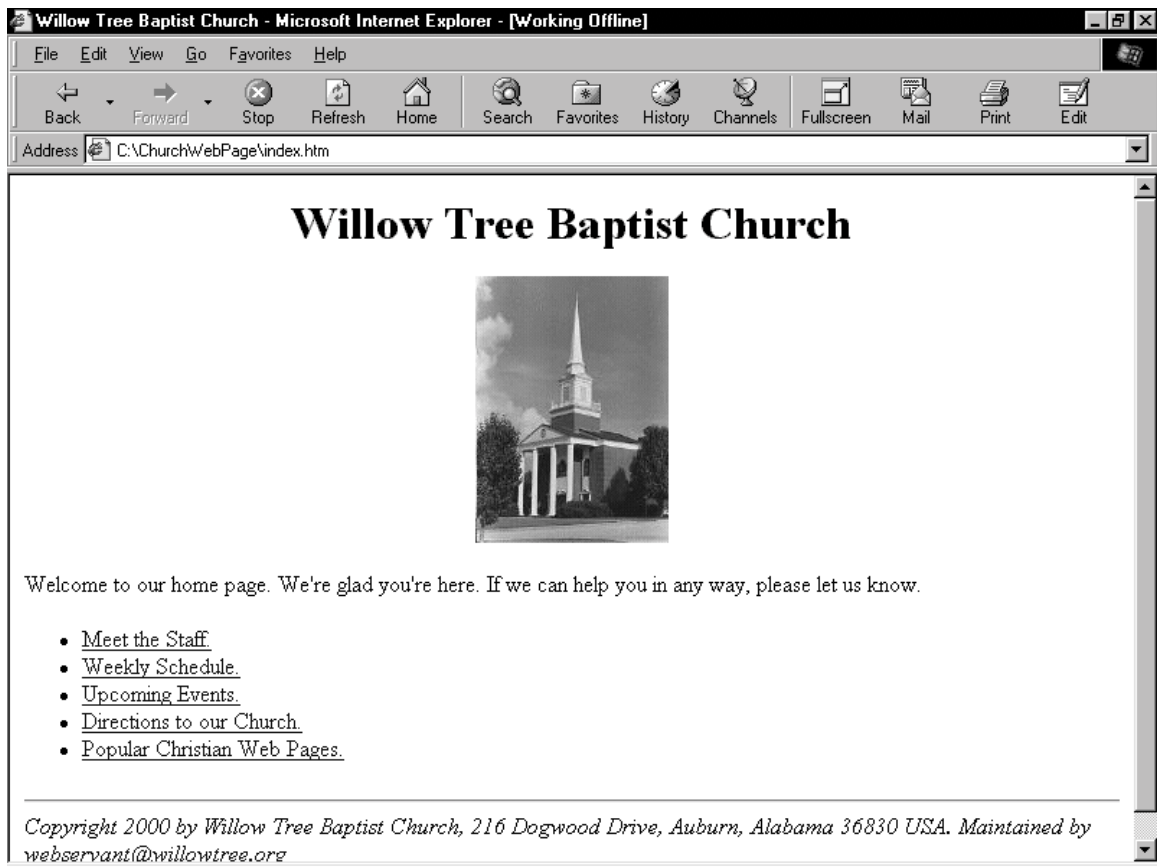 Willow Tree Baptist Church - Microsoft Internet Explorer - [Working Offline]
File Edit View Go Favorites Help
Back Forward Stop Refresh Home Search Favorites History Channels Fullscreen Mail Print Edit
Address C:\ChurchWebPage\index.htm
Willow Tree Baptist Church
Welcome to our home page. We're glad you're here. If we can help you in any way, please let us know.
• Meet the Staff.
• Weekly Schedule.
• Upcoming Events.
• Directions to our Church.
• Popular Christian Web Pages.
Copyright 2000 by Willow Tree Baptist Church, 216 Dogwood Drive, Auburn, Alabama 36830 USA. Maintained by
webservant@willowtree.org